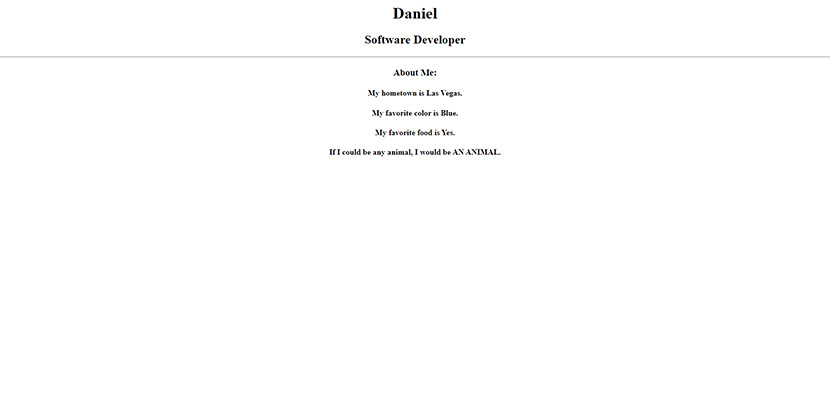 Daniel
Software Developer
About Me:
My hometown is Las Vegas.
My favorite color is Blue.
My favorite food is Yes.
If I could be any animal, I would be AN ANIMAL.